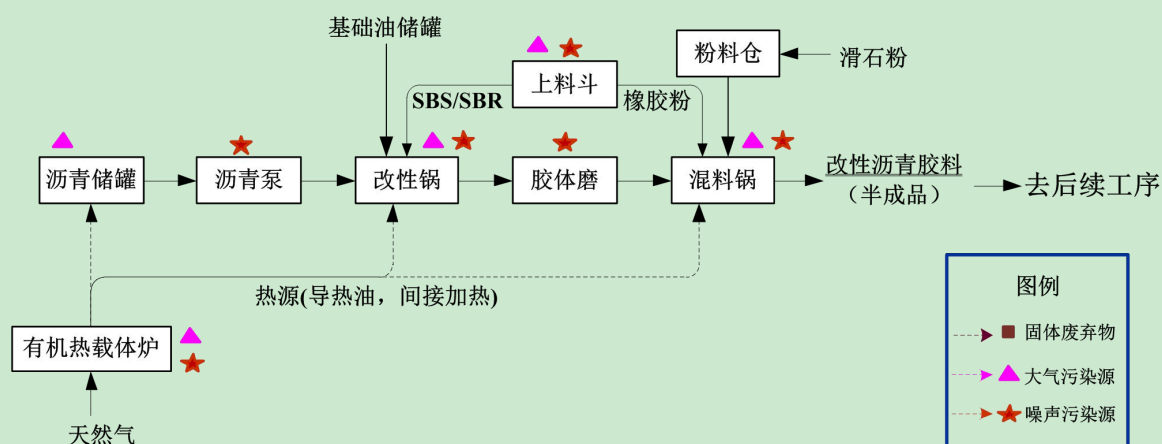 基础油储罐
上料斗
粉料仓
滑石粉
SBS/SBR
橡胶粉
沥青储罐
沥青泵
改性锅
胶体磨
混料锅
改性沥青胶料
（半成品）
去后续工序
热源(导热油，间接加热)
有机热载体炉
天然气
图例
固体废弃物
大气污染源
噪声污染源